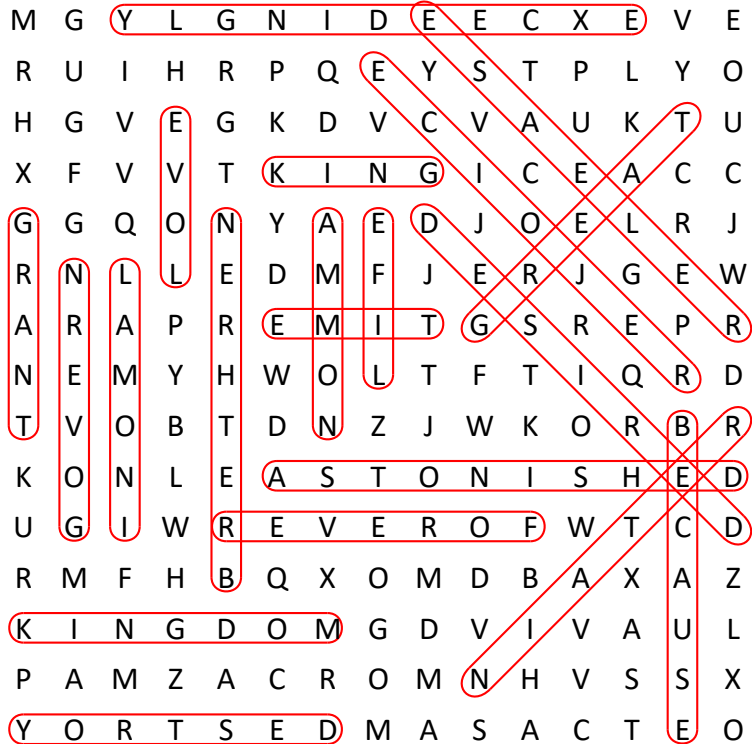 M G Y L G N I D E E C X E V E
R U I H R P Q E Y S T P L Y O
H G V E G K D V C V A U K T U
X F V V T K I N G I C E A C C
G G Q O N Y A E D J O E L R J
R N L L E D M F J E R J G E W
A R A P R E M I T G S R E P R
N E M Y H W O L T F T I Q R D
T V O B T D N Z J W K O R B R
K O N L E A S T O N I S H E D
U G I W R E V E R O F W T C D
R M F H B Q X O M D B A X A Z
K I N G D O M G D V I V A U L
P A M Z A C R O M N H V S S X
Y O R T S E D M A S A C T E O